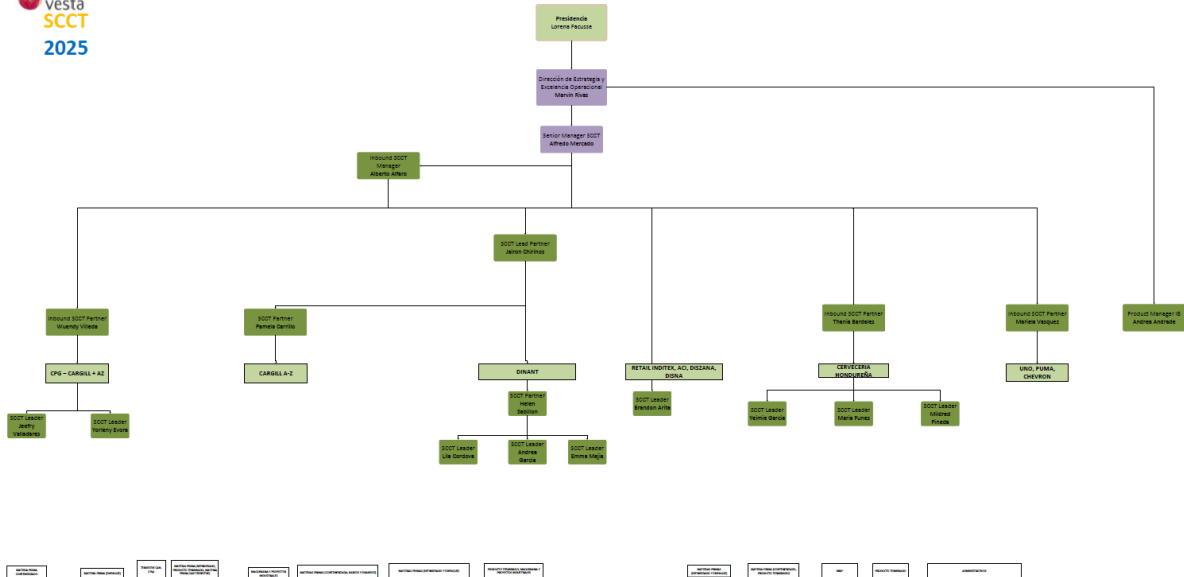 vesta
SCCT
2025
Presidencia
Lorena Facusse
Dirección de Estrategia y
Excelencia Operacional
Marvin Rivas
Senior Manager SCCT
Alfredo Mercado
Inbound SCCT
Manager
Alberto Alfaro
SCCT Lead Partner
Jairon Chirinos
Inbound SCCT Partner
Wuendy Villeda
SCCT Partner
Pamela Carrillo
Inbound SCCT Partner
Thania Bardales
Inbound SCCT Partner
Mariela Vasquez
Product Manager IB
Andrea Andrade
CPG – CARGILL + AZ
CARGILL A-Z
DINANT
RETAIL INDITEX, ACI, DISZANA,
DISNA
CERVECERIA
HONDUREÑA
UNO, PUMA,
CHEVRON
SCCT Leader
Jeefry
Valladares
SCCT Leader
Yorleny Evora
SCCT Partner
Helen
Sabillon
SCCT Leader
Brandon Arita
SCCT Leader
Yeimie Garcia
SCCT Leader
Maria Funes
SCCT Leader
Mildred
Pineda
SCCT Leader
Lila Cordova
SCCT Leader
Andrea
Garcia
SCCT Leader
Emma Mejia